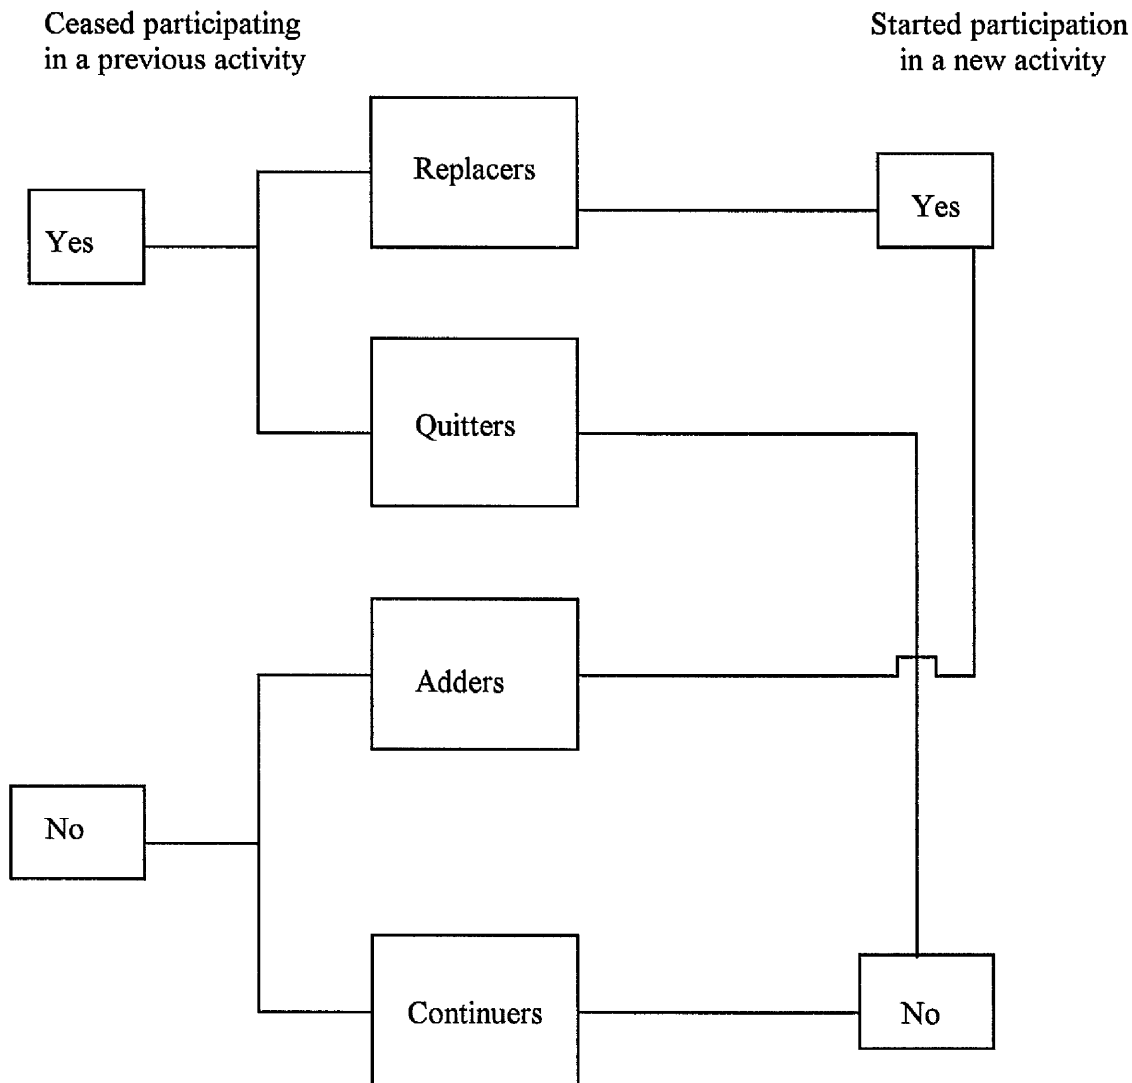 Ceased participating
in a previous activity
Started participation
in a new activity
Replacers
Yes
Yes
Quitters
Adders
No
Continuers
No